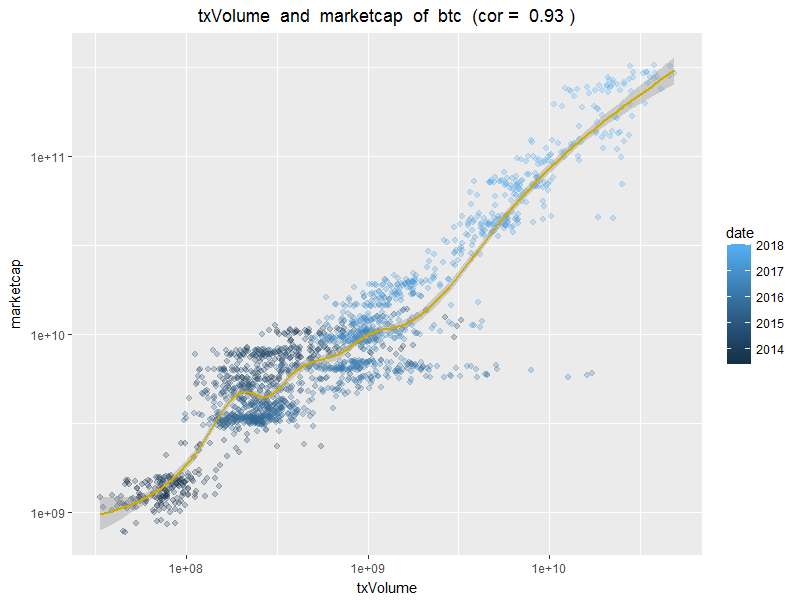 txVolume and marketcap of btc (cor = 0.93 )
marketcap
1e+11
1e+10
1e+09
1e+08
1e+09
1e+10
txVolume
date
2018
2017
2016
2015
2014